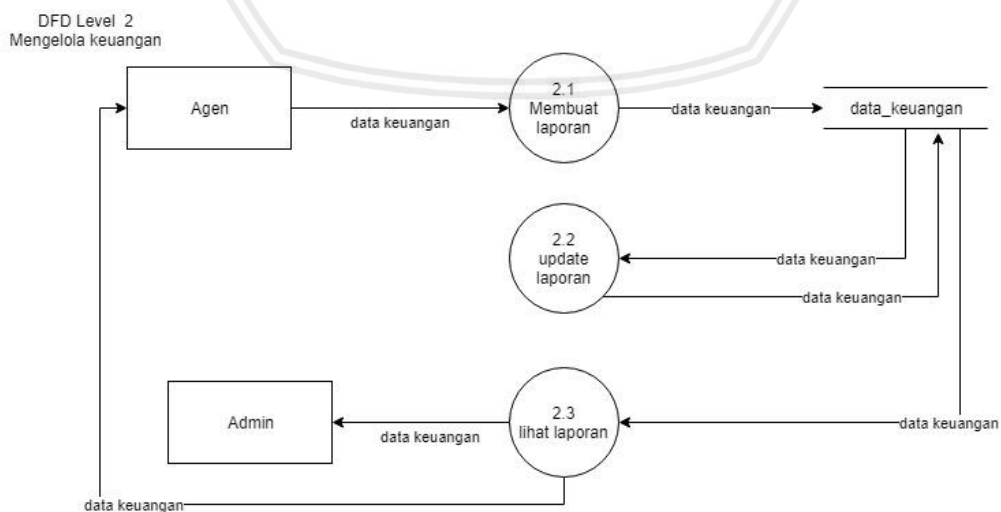 DFD Level 2
Mengelola keuangan
Agen
data keuangan
2.1
Membuat
laporan
data keuangan
data_keuangan
2.2
update
laporan
data keuangan
data keuangan
Admin
data keuangan
2.3
lihat laporan
data keuangan
data keuangan